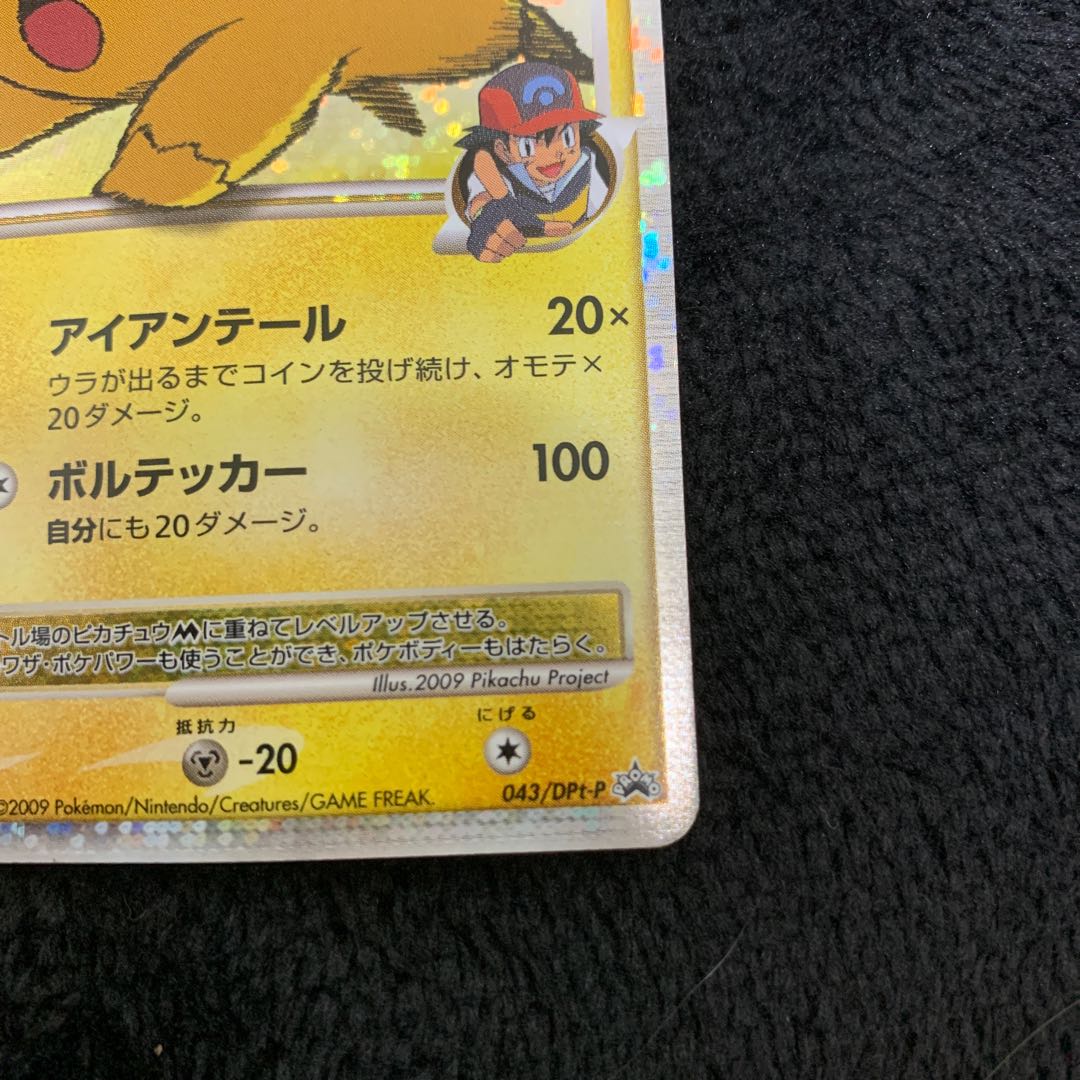 アイアンテール 20×
ウラが出るまでコインを投げ続け、オモテ×
20ダメージ。
ボルテッカー 100
自分にも20ダメージ。
トル場のピカチュウMに重ねてレベルアップさせる。
ワザ・ポケパワーも使うことができ、ポケボディーもはたらく。
Illus.2009 Pikachu Project
抵抗力 にげる
-20
043/DPt-P
©2009 Pokémon/Nintendo/Creatures/GAME FREAK.